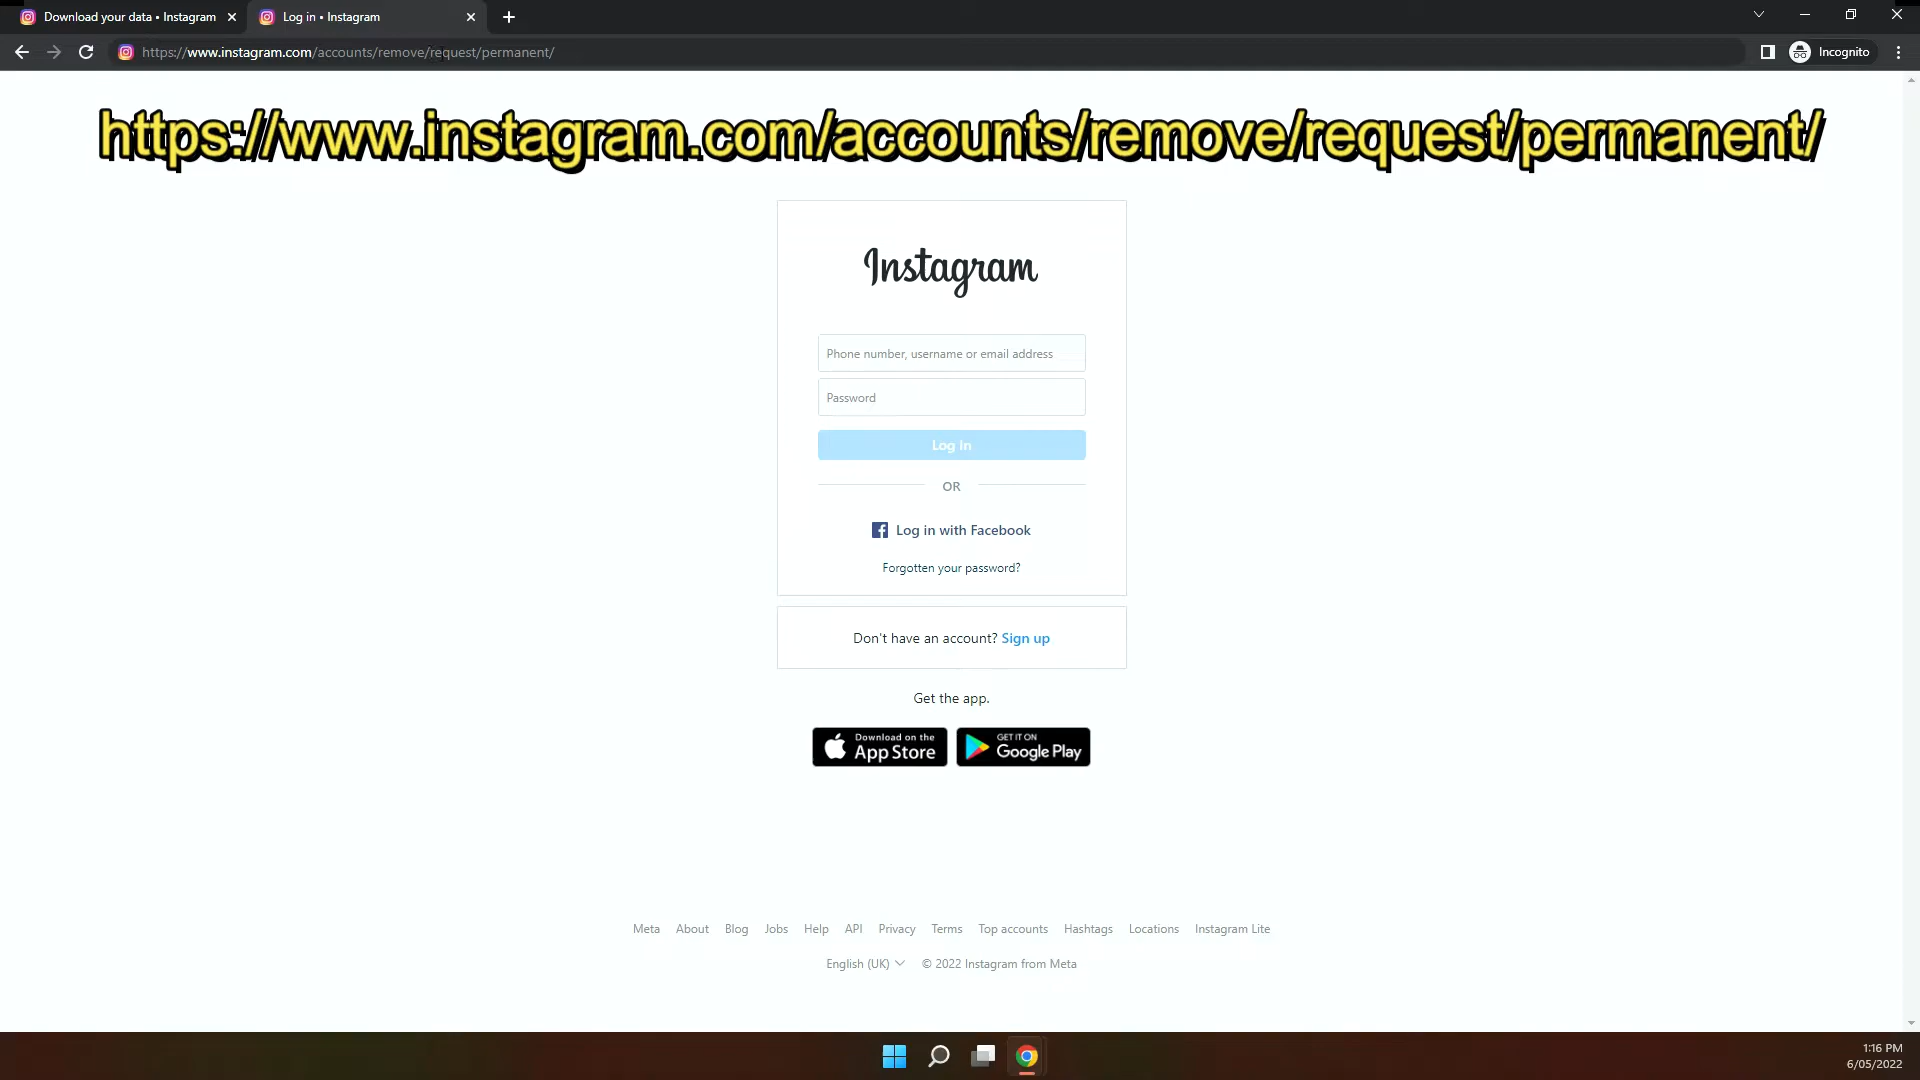 Download your data • Instagram
Log in • Instagram
https://www.instagram.com/accounts/remove/request/permanent/
Incognito
https://www.instagram.com/accounts/remove/request/permanent/
Instagram
Phone number, username or email address
Password
Log In
OR
Log in with Facebook
Forgotten your password?
Don't have an account? Sign up
Get the app.
Download on the
App Store
GET IT ON
Google Play
Meta About Blog Jobs Help API Privacy Terms Top accounts Hashtags Locations Instagram Lite
English (UK) © 2022 Instagram from Meta
1:16 PM
6/05/2022